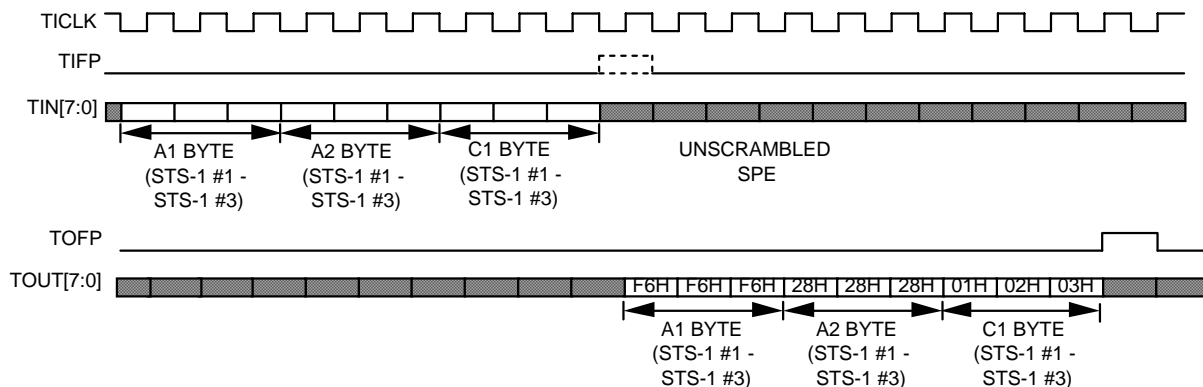 TICLK
TIFP
TIN[7:0]
A1 BYTE
(STS-1 #1 -
STS-1 #3)
A2 BYTE
(STS-1 #1 -
STS-1 #3)
C1 BYTE
(STS-1 #1 -
STS-1 #3)
UNSCRAMBLED
SPE
TOFP
TOUT[7:0]
F6H F6H F6H 28H 28H 28H 01H 02H 03H
A1 BYTE
(STS-1 #1 -
STS-1 #3)
A2 BYTE
(STS-1 #1 -
STS-1 #3)
C1 BYTE
(STS-1 #1 -
STS-1 #3)